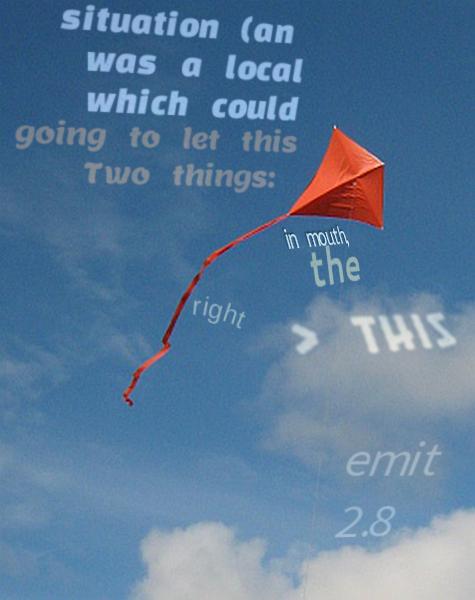 situation (an
was a local
which could
going to let this
Two things:
in mouth,
the
right
> THIS
emit
2.8